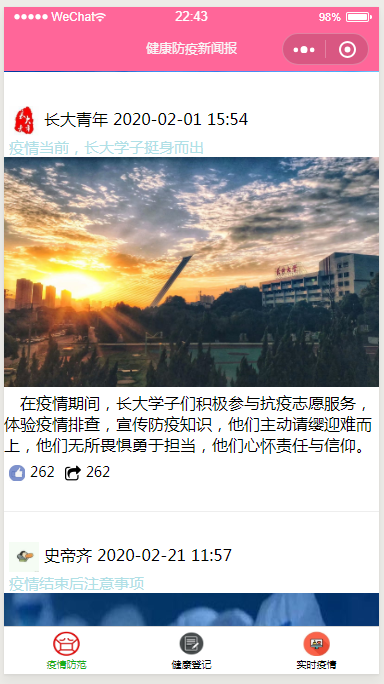 WeChat 22:43 98%
健康防疫新闻报
长大青年 2020-02-01 15:54
疫情当前，长大学子挺身而出
在疫情期间，长大学子们积极参与抗疫志愿服务，
体验疫情排查，宣传防疫知识，他们主动请缨迎难而
上，他们无所畏惧勇于担当，他们心怀责任与信仰。
262 262
史帝齐 2020-02-21 11:57
疫情结束后注意事项
疫情防范 健康登记 实时疫情